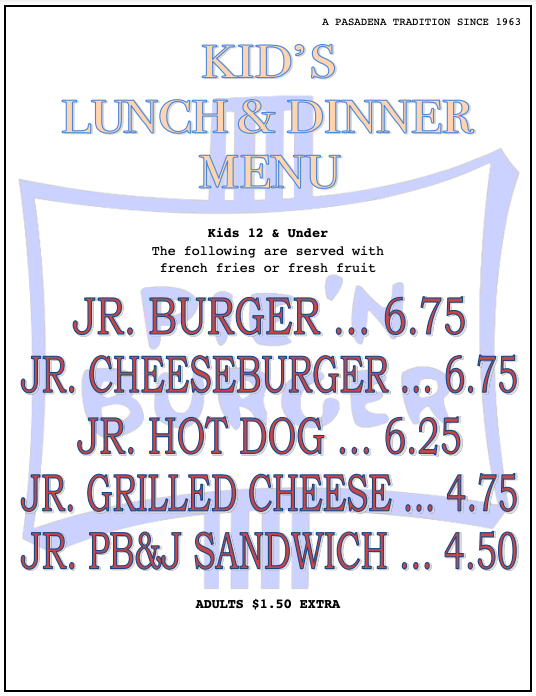 A PASADENA TRADITION SINCE 1963
KID'S
LUNCH & DINNER
MENU
Kids 12 & Under
The following are served with
french fries or fresh fruit
PIE 'N
BURGER
JR. BURGER ... 6.75
JR. CHEESEBURGER ... 6.75
JR. HOT DOG ... 6.25
JR. GRILLED CHEESE ... 4.75
JR. PB&J SANDWICH ... 4.50
ADULTS $1.50 EXTRA